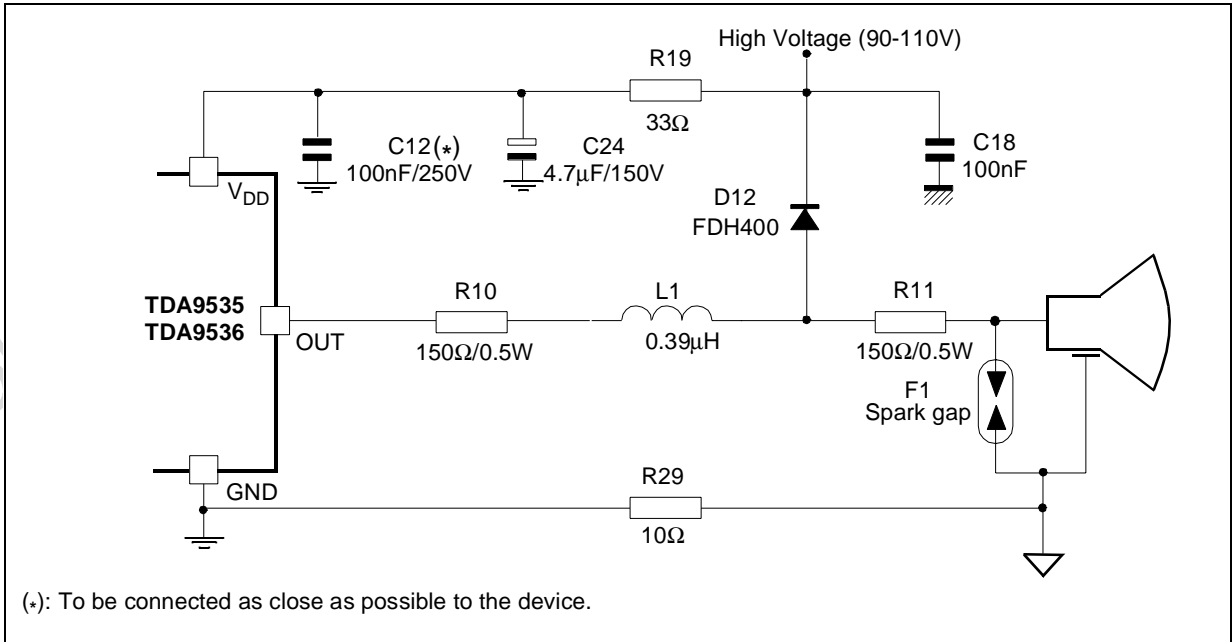 High Voltage (90-110V)
R19
33Ω
C12(*)
100nF/250V
C24
4.7µF/150V
C18
100nF
VDD
D12
FDH400
TDA9535
TDA9536
OUT
R10
150Ω/0.5W
L1
0.39µH
R11
150Ω/0.5W
F1
Spark gap
GND
R29
10Ω
(*): To be connected as close as possible to the device.